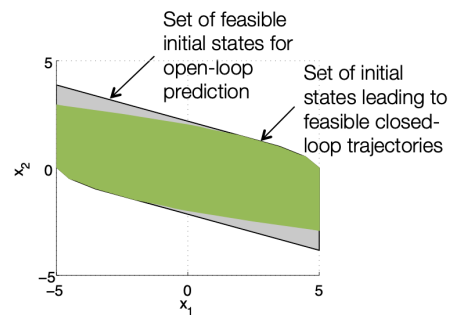 Set of feasible
initial states for
open-loop
prediction
Set of initial
states leading to
feasible closed-
loop trajectories
5
x₂
0
−5
−5
0
5
x₁